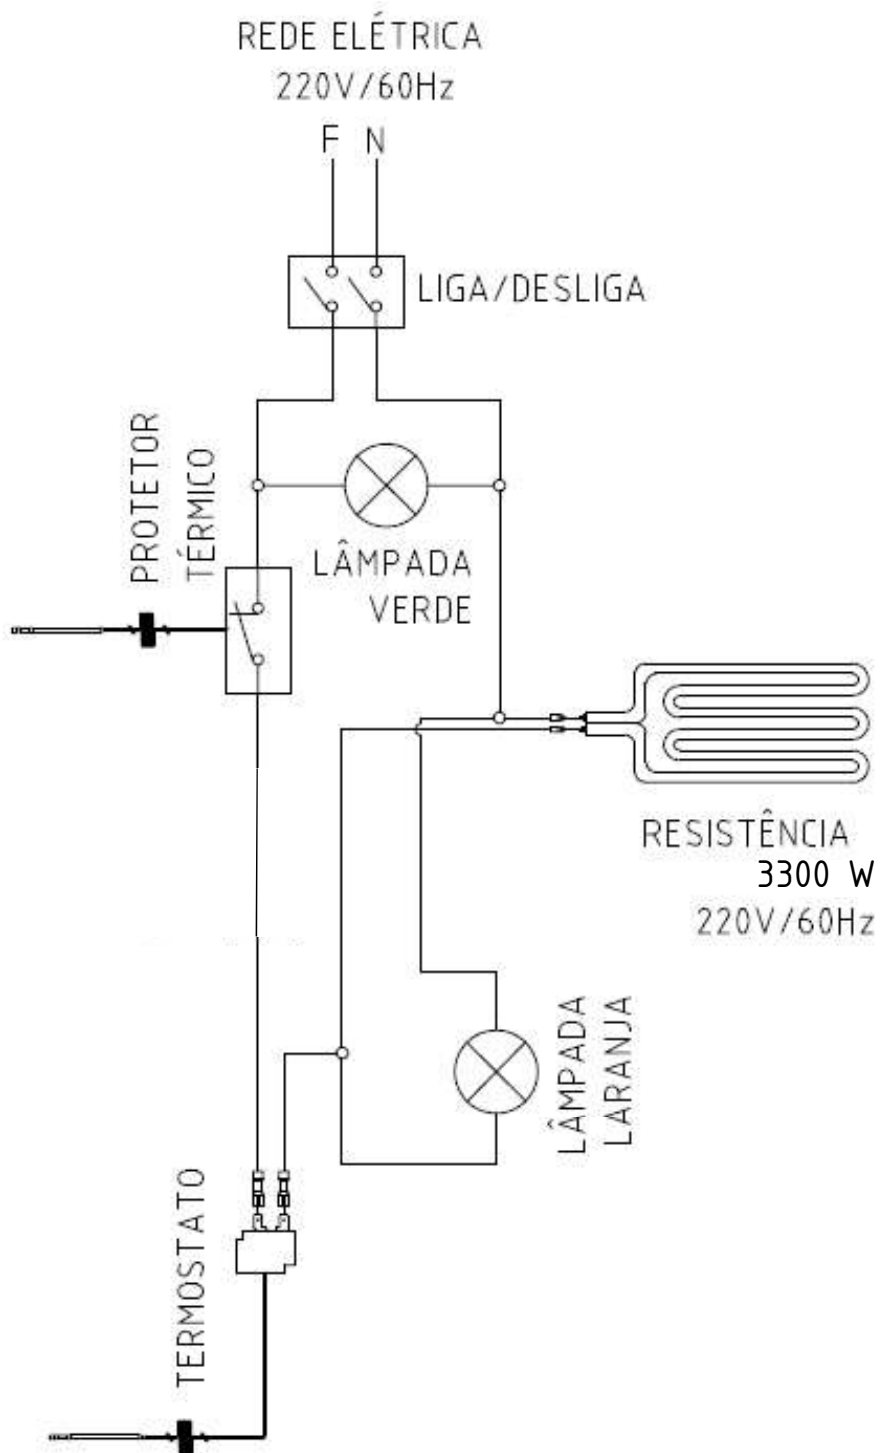 REDE ELÉTRICA
220V/60Hz
F N
LIGA/DESLIGA
PROTETOR
TÉRMICO
LÂMPADA
VERDE
RESISTÊNCIA
3300 W
220V/60Hz
LÂMPADA
LARANJA
TERMOSTATO